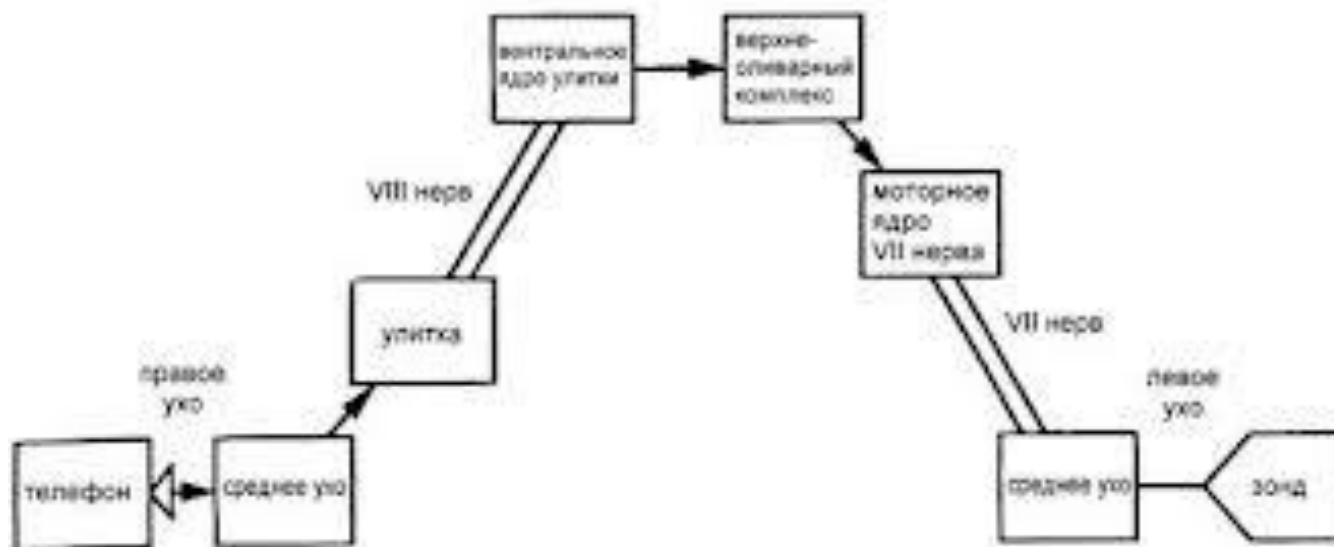 вентральное
ядро улитки
верхне-
оливарный
комплекс
VIII нерв
моторное
ядро
VII нерва
улитка
VII нерв
правое
ухо
левое
ухо
телефон
среднее ухо
среднее ухо
зонд